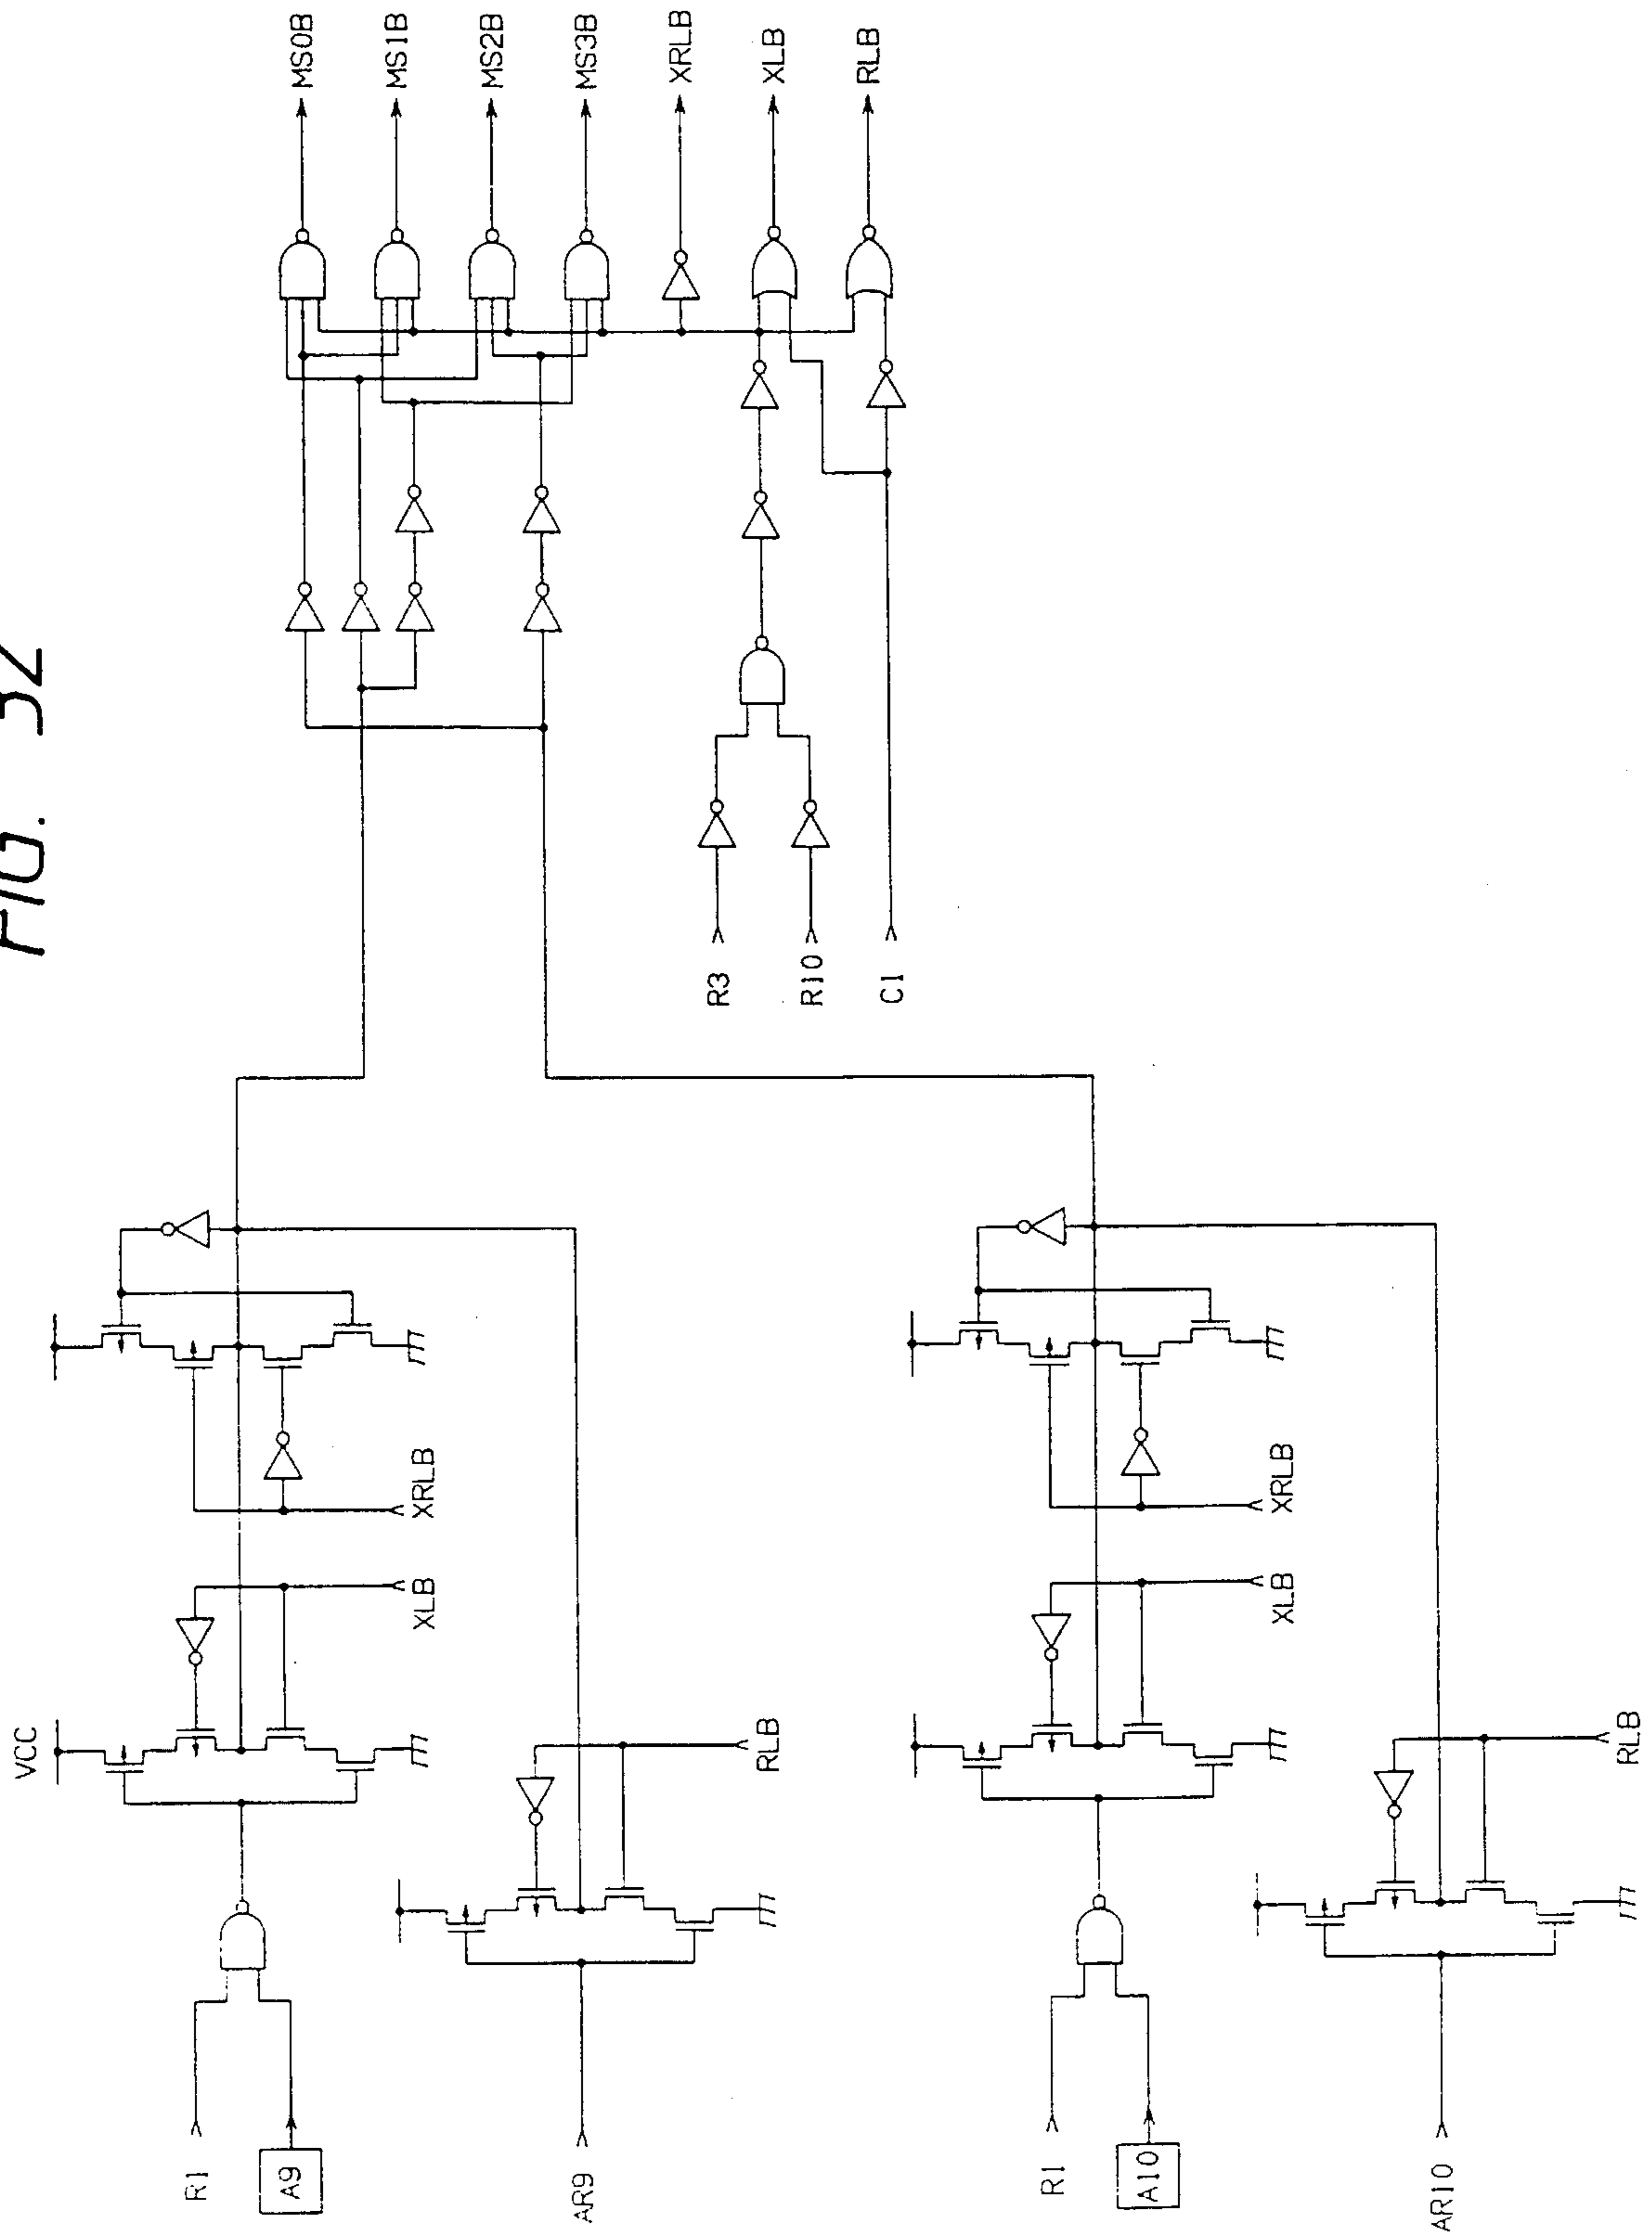 FIG. 32
MS0B
MS1B
MS2B
MS3B
XRLB
XLB
RLB
R3
R10
C1
VCC
XLB
XRLB
R1
A9
AR9
RLB
XLB
XRLB
R1
A10
AR10
RLB